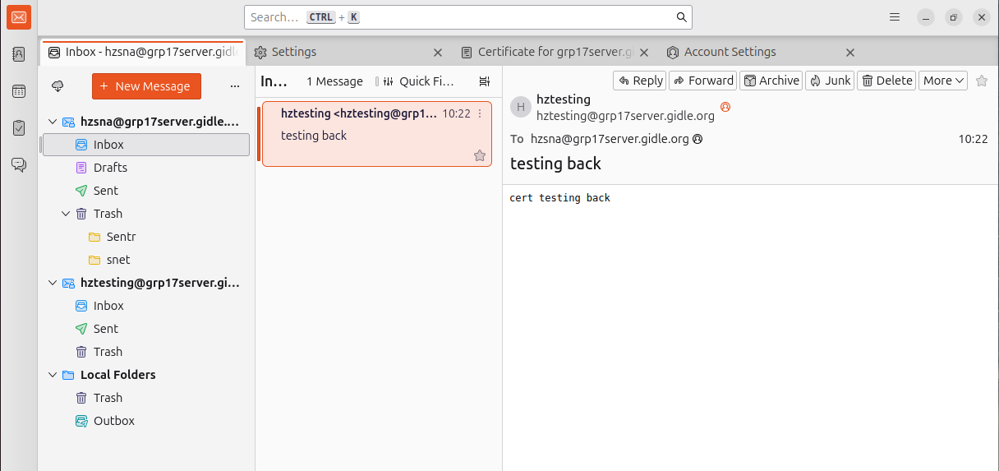 Search… CTRL + K
Inbox - hzsna@grp17server.gidle
Settings
Certificate for grp17server.g
Account Settings
New Message
hzsna@grp17server.gidle.…
Inbox
Drafts
Sent
Trash
Sentr
snet
hztesting@grp17server.gi…
Inbox
Sent
Trash
Local Folders
Trash
Outbox
In… 1 Message Quick Fi…
hztesting <hztesting@grp1… 10:22
testing back
Reply Forward Archive Junk Delete More
H
hztesting
hztesting@grp17server.gidle.org
To hzsna@grp17server.gidle.org 10:22
testing back
cert testing back